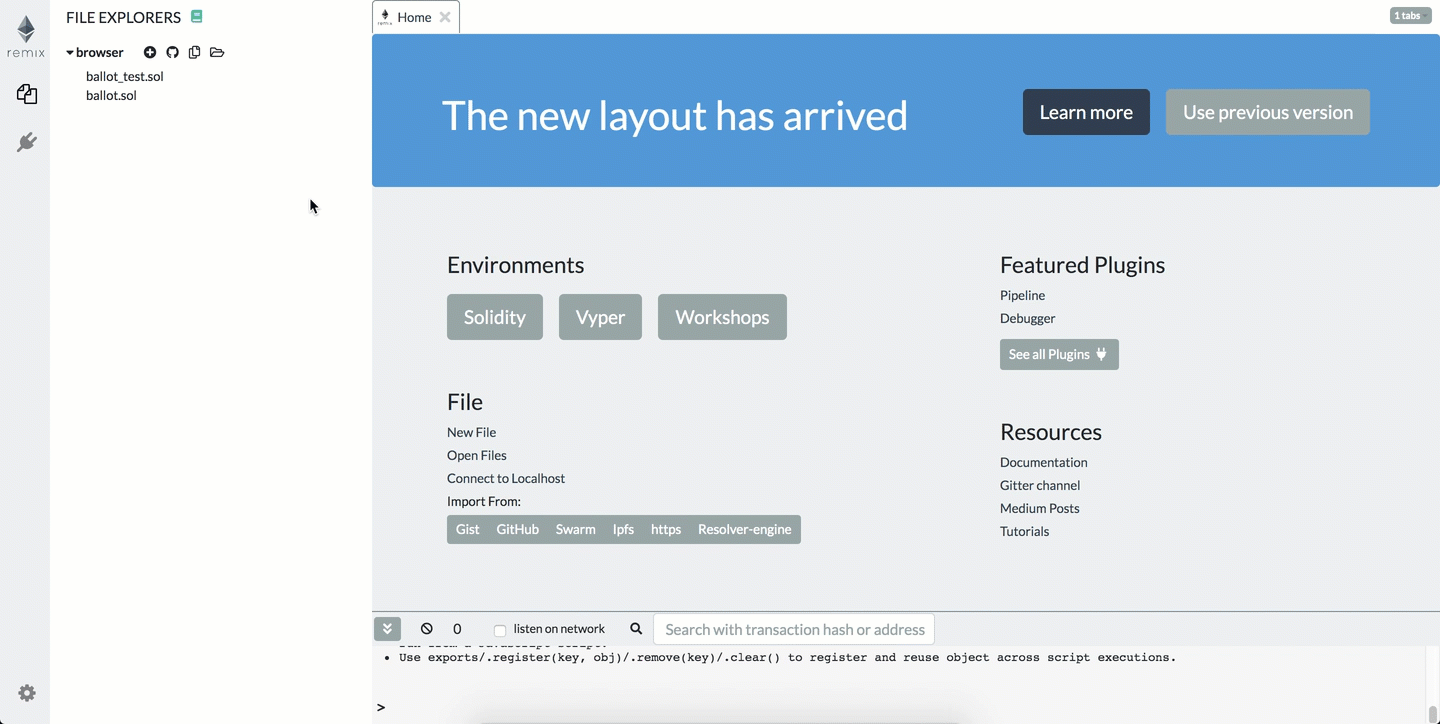 remix
FILE EXPLORERS
browser
ballot_test.sol
ballot.sol
Home
1 tabs
The new layout has arrived
Learn more
Use previous version
Environments
Solidity Vyper Workshops
File
New File
Open Files
Connect to Localhost
Import From:
Gist GitHub Swarm Ipfs https Resolver-engine
Featured Plugins
Pipeline
Debugger
See all Plugins
Resources
Documentation
Gitter channel
Medium Posts
Tutorials
0 listen on network Search with transaction hash or address
• Use exports/.register(key, obj)/.remove(key)/.clear() to register and reuse object across script executions.
>